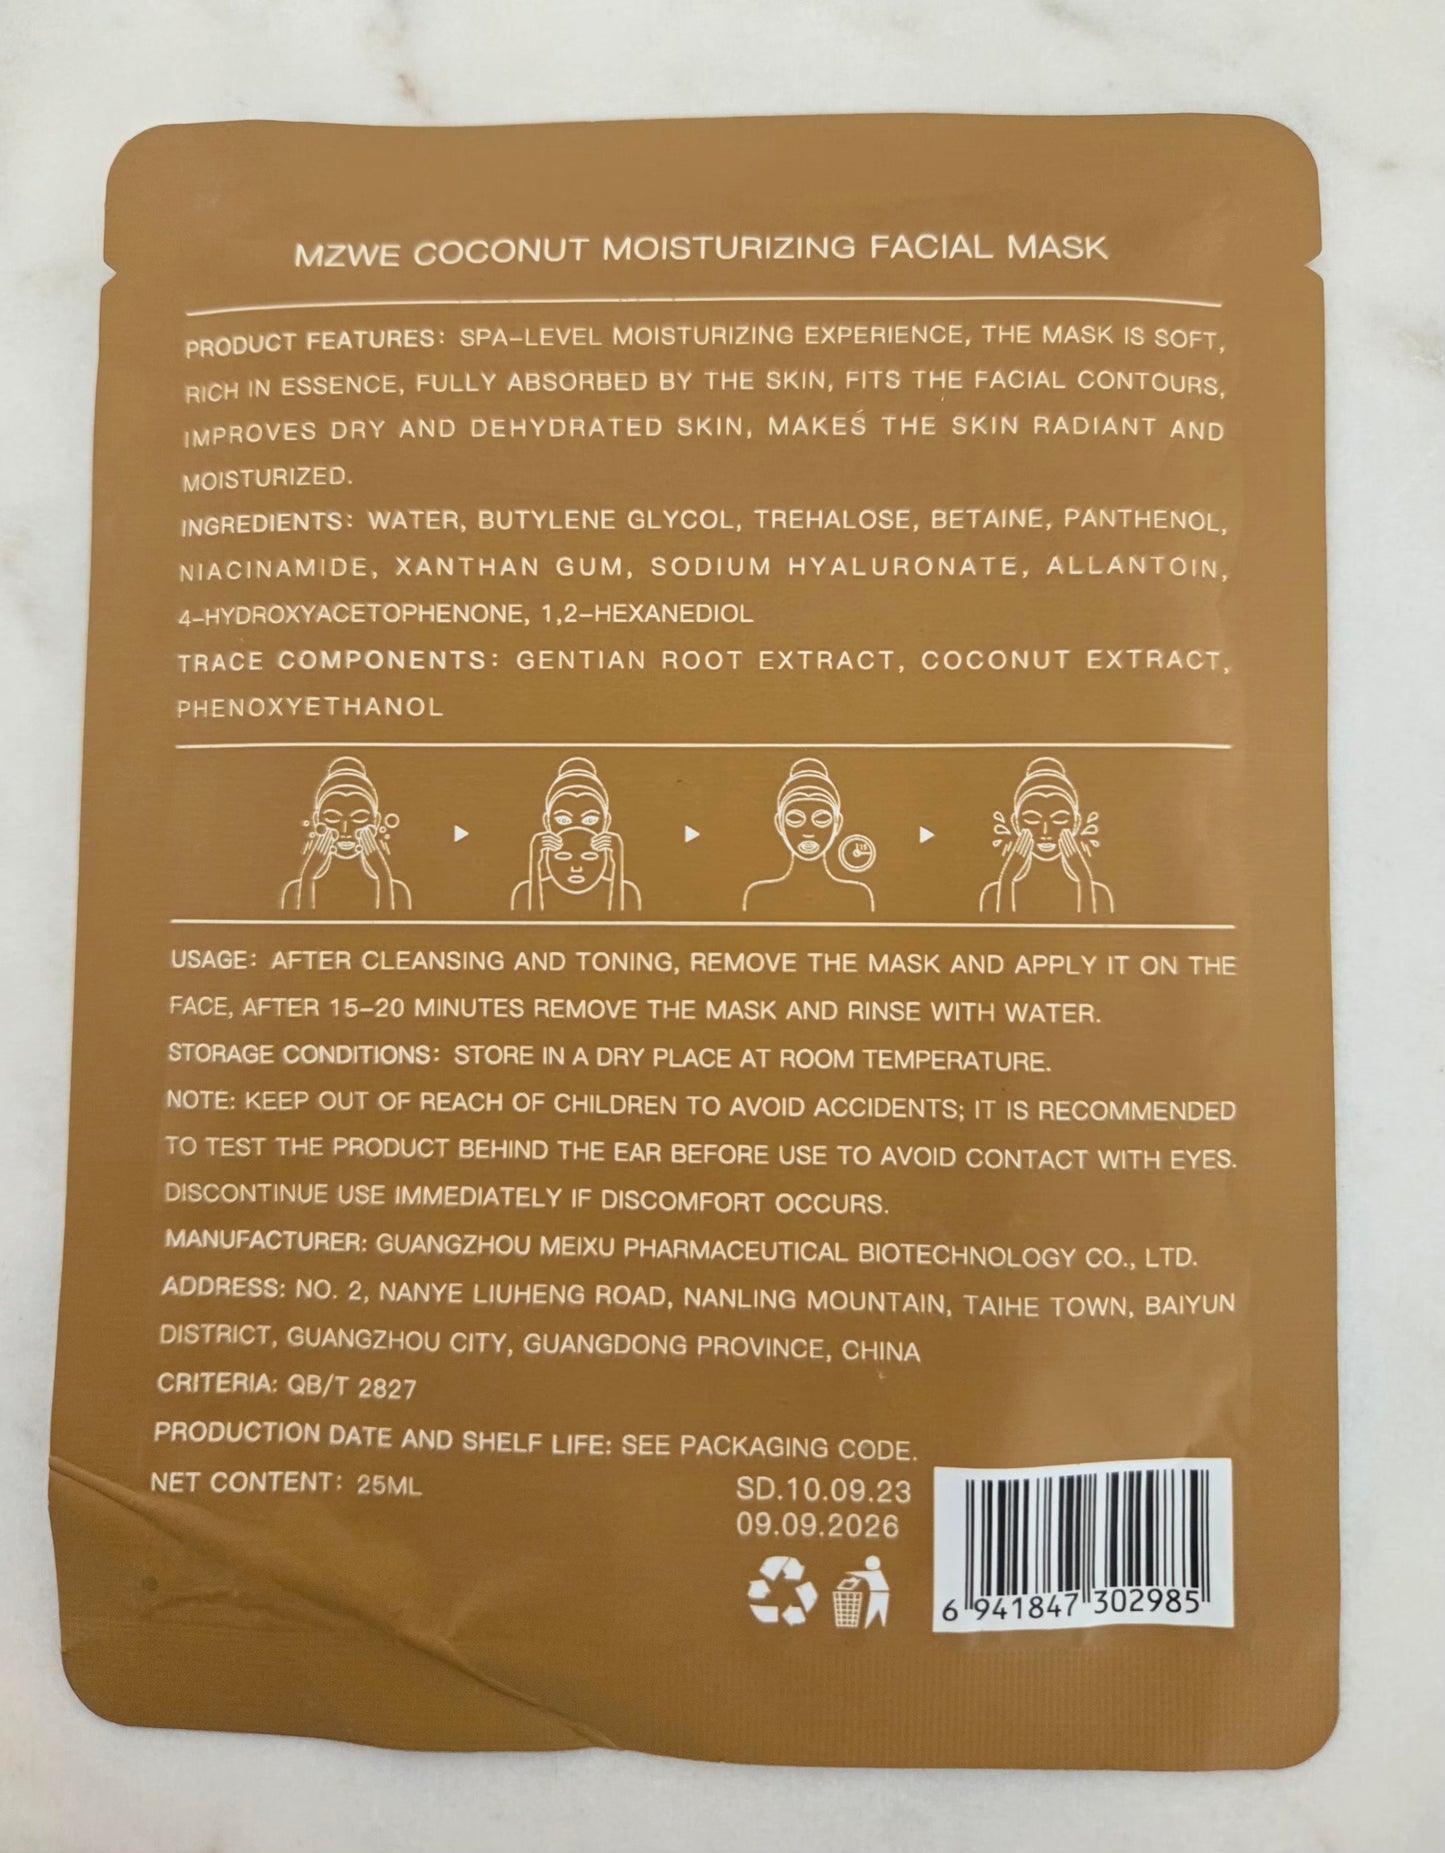 MZWE COCONUT MOISTURIZING FACIAL MASK
PRODUCT FEATURES: SPA-LEVEL MOISTURIZING EXPERIENCE, THE MASK IS SOFT,
RICH IN ESSENCE, FULLY ABSORBED BY THE SKIN, FITS THE FACIAL CONTOURS,
IMPROVES DRY AND DEHYDRATED SKIN, MAKES THE SKIN RADIANT AND
MOISTURIZED.
INGREDIENTS: WATER, BUTYLENE GLYCOL, TREHALOSE, BETAINE, PANTHENOL,
NIACINAMIDE, XANTHAN GUM, SODIUM HYALURONATE, ALLANTOIN,
4-HYDROXYACETOPHENONE, 1,2-HEXANEDIOL
TRACE COMPONENTS: GENTIAN ROOT EXTRACT, COCONUT EXTRACT,
PHENOXYETHANOL
USAGE: AFTER CLEANSING AND TONING, REMOVE THE MASK AND APPLY IT ON THE
FACE, AFTER 15-20 MINUTES REMOVE THE MASK AND RINSE WITH WATER.
STORAGE CONDITIONS: STORE IN A DRY PLACE AT ROOM TEMPERATURE.
NOTE: KEEP OUT OF REACH OF CHILDREN TO AVOID ACCIDENTS; IT IS RECOMMENDED
TO TEST THE PRODUCT BEHIND THE EAR BEFORE USE TO AVOID CONTACT WITH EYES.
DISCONTINUE USE IMMEDIATELY IF DISCOMFORT OCCURS.
MANUFACTURER: GUANGZHOU MEIXU PHARMACEUTICAL BIOTECHNOLOGY CO., LTD.
ADDRESS: NO. 2, NANYE LIUHENG ROAD, NANLING MOUNTAIN, TAIHE TOWN, BAIYUN
DISTRICT, GUANGZHOU CITY, GUANGDONG PROVINCE, CHINA
CRITERIA: QB/T 2827
PRODUCTION DATE AND SHELF LIFE: SEE PACKAGING CODE.
NET CONTENT: 25ML
SD.10.09.23
09.09.2026
6 941847 302985